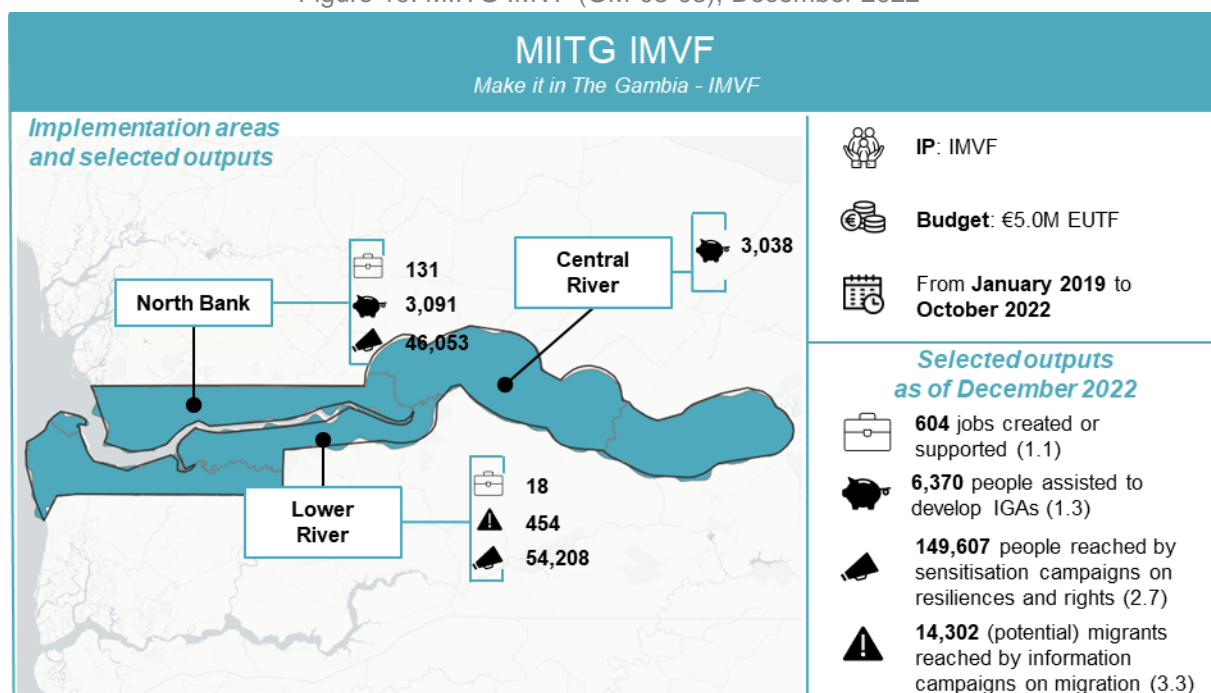 MIITG IMVF
Make it in The Gambia - IMVF
Implementation areas
and selected outputs
North Bank
131
3,091
46,053
Central
River
3,038
Lower
River
18
454
54,208
IP: IMVF
Budget: €5.0M EUTF
From January 2019 to
October 2022
Selected outputs
as of December 2022
604 jobs created or
supported (1.1)
6,370 people assisted to
develop IGAs (1.3)
149,607 people reached by
sensitisation campaigns on
resiliences and rights (2.7)
14,302 (potential) migrants
reached by information
campaigns on migration (3.3)